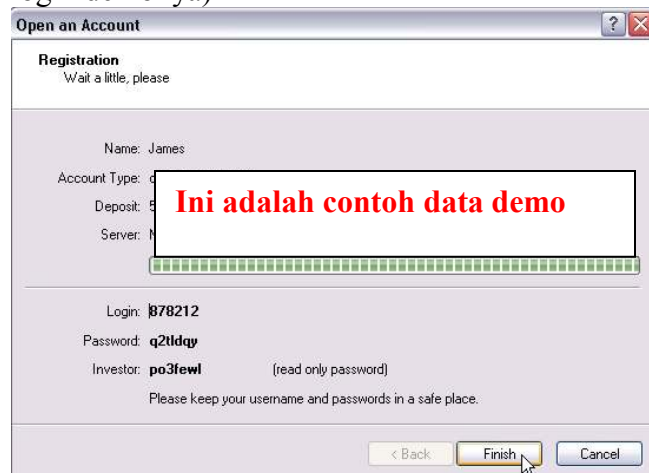 Open an Account
Registration
Wait a little, please
Name: James
Account Type:
Ini adalah contoh data demo
Deposit: 5
Server:
Login: 878212
Password: q2tldqy
Investor: po3fewl (read only password)
Please keep your username and passwords in a safe place.
< Back Finish Cancel